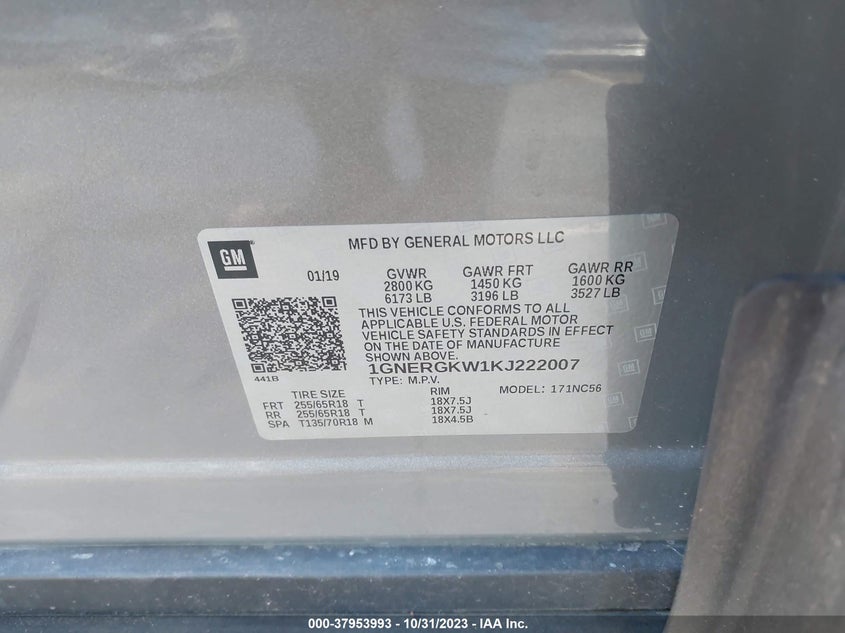 GM
MFD BY GENERAL MOTORS LLC
01/19
GVWR GAWR FRT GAWR RR
2800 KG 1450 KG 1600 KG
6173 LB 3196 LB 3527 LB
THIS VEHICLE CONFORMS TO ALL
APPLICABLE U.S. FEDERAL MOTOR
VEHICLE SAFETY STANDARDS IN EFFECT
ON THE DATE OF MANUFACTURE
SHOWN ABOVE.
441B
1GNERGKW1KJ222007
TYPE: M.P.V. MODEL: 171NC56
TIRE SIZE RIM
FRT 255/65R18 T 18X7.5J
RR 255/65R18 T 18X7.5J
SPA T135/70R18 M 18X4.5B
000-37953993 - 10/31/2023 - IAA Inc.